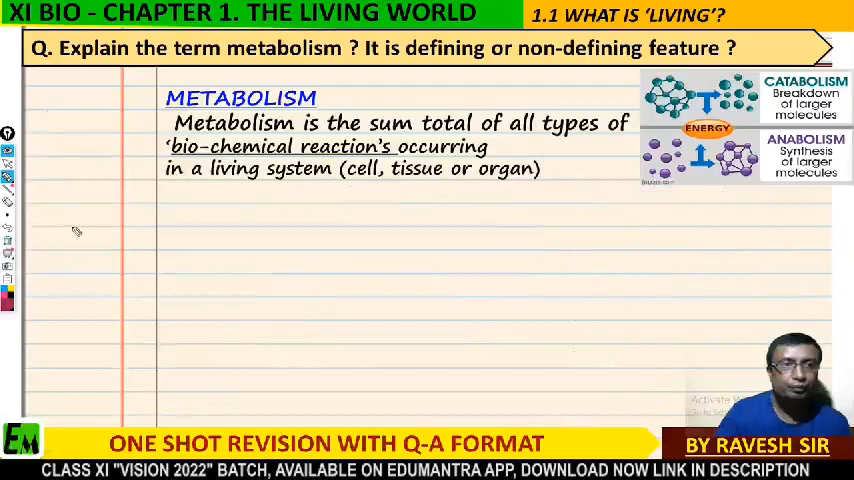 XI BIO - CHAPTER 1. THE LIVING WORLD
1.1 WHAT IS ‘LIVING’?
Q. Explain the term metabolism ? It is defining or non-defining feature ?
METABOLISM
Metabolism is the sum total of all types of
‘bio-chemical reaction’s occurring
in a living system (cell, tissue or organ)
CATABOLISM
Breakdown
of larger
molecules
ENERGY
ANABOLISM
Synthesis
of larger
molecules
Activate
EM
ONE SHOT REVISION WITH Q-A FORMAT
BY RAVESH SIR
CLASS XI "VISION 2022" BATCH, AVAILABLE ON EDUMANTRA APP, DOWNLOAD NOW LINK IN DESCRIPTION